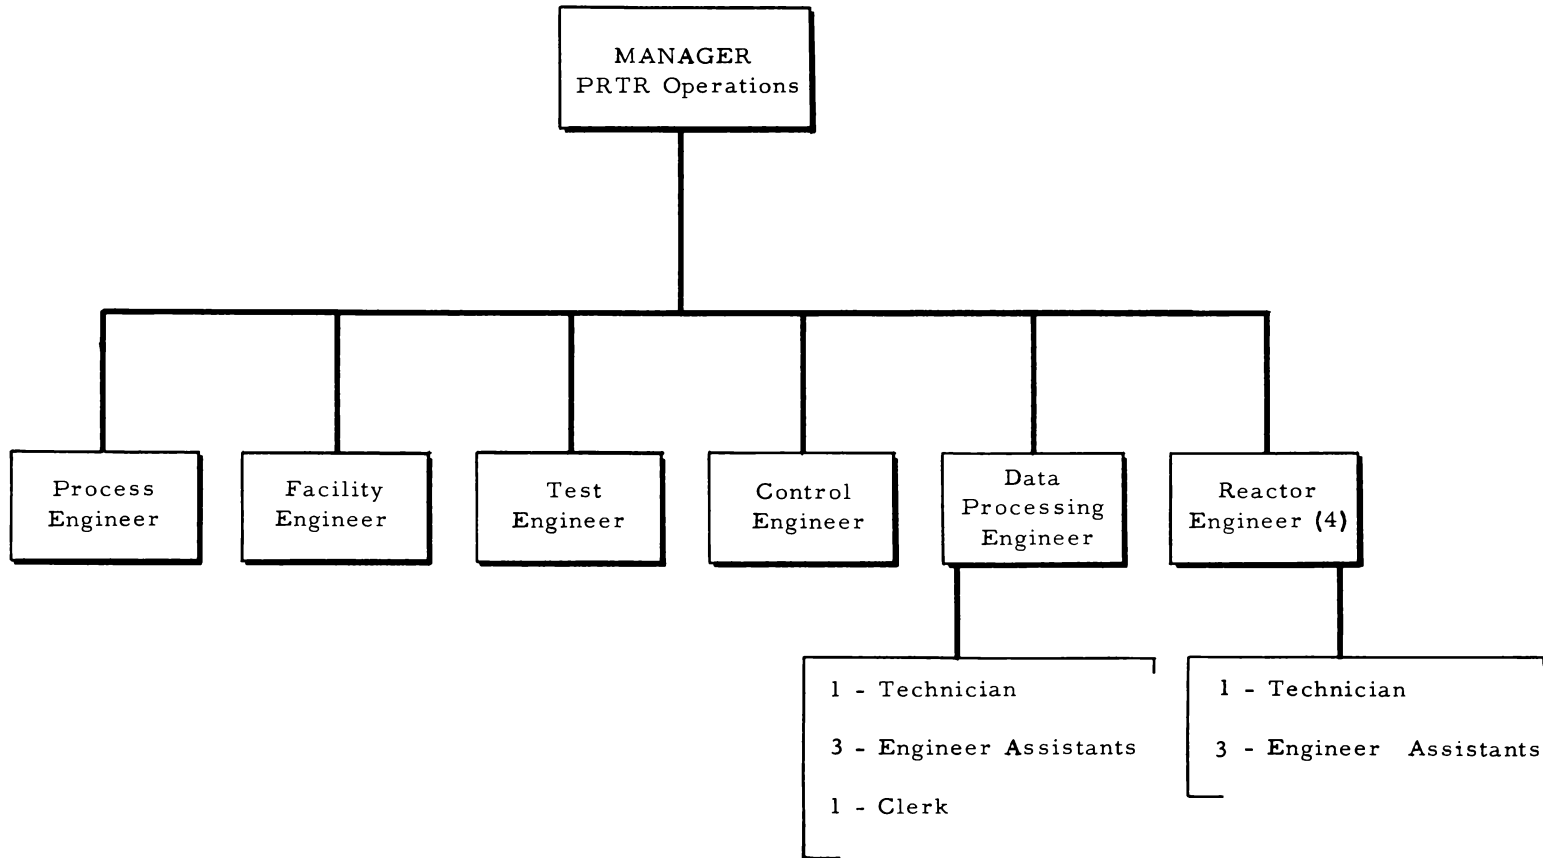 MANAGER
PRTR Operations
Process
Engineer
Facility
Engineer
Test
Engineer
Control
Engineer
Data
Processing
Engineer
Reactor
Engineer (4)
1 - Technician
3 - Engineer Assistants
1 - Clerk
1 - Technician
3 - Engineer Assistants